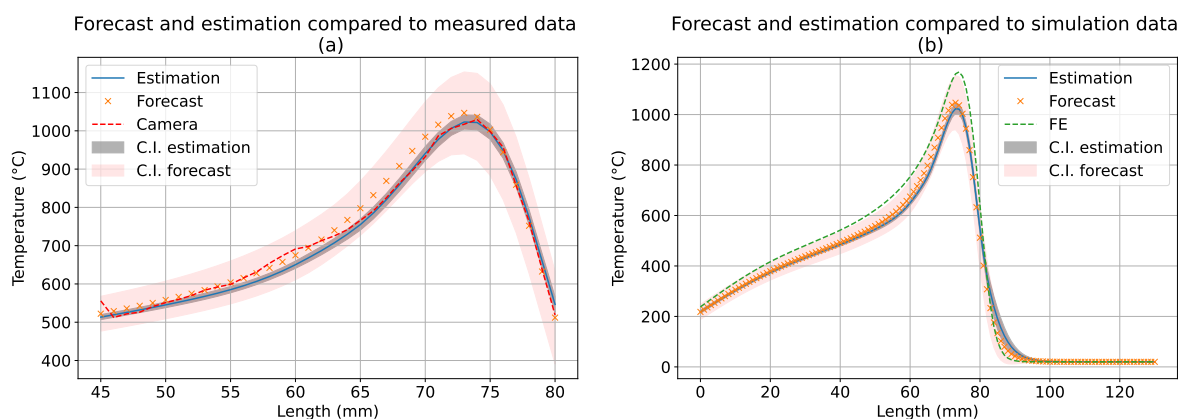 Forecast and estimation compared to measured data
(a)
Estimation
Forecast
Camera
C.I. estimation
C.I. forecast
Temperature (°C)
1100
1000
900
800
700
600
500
400
45 50 55 60 65 70 75 80
Length (mm)
Forecast and estimation compared to simulation data
(b)
Estimation
Forecast
FE
C.I. estimation
C.I. forecast
Temperature (°C)
1200
1000
800
600
400
200
0
0 20 40 60 80 100 120
Length (mm)